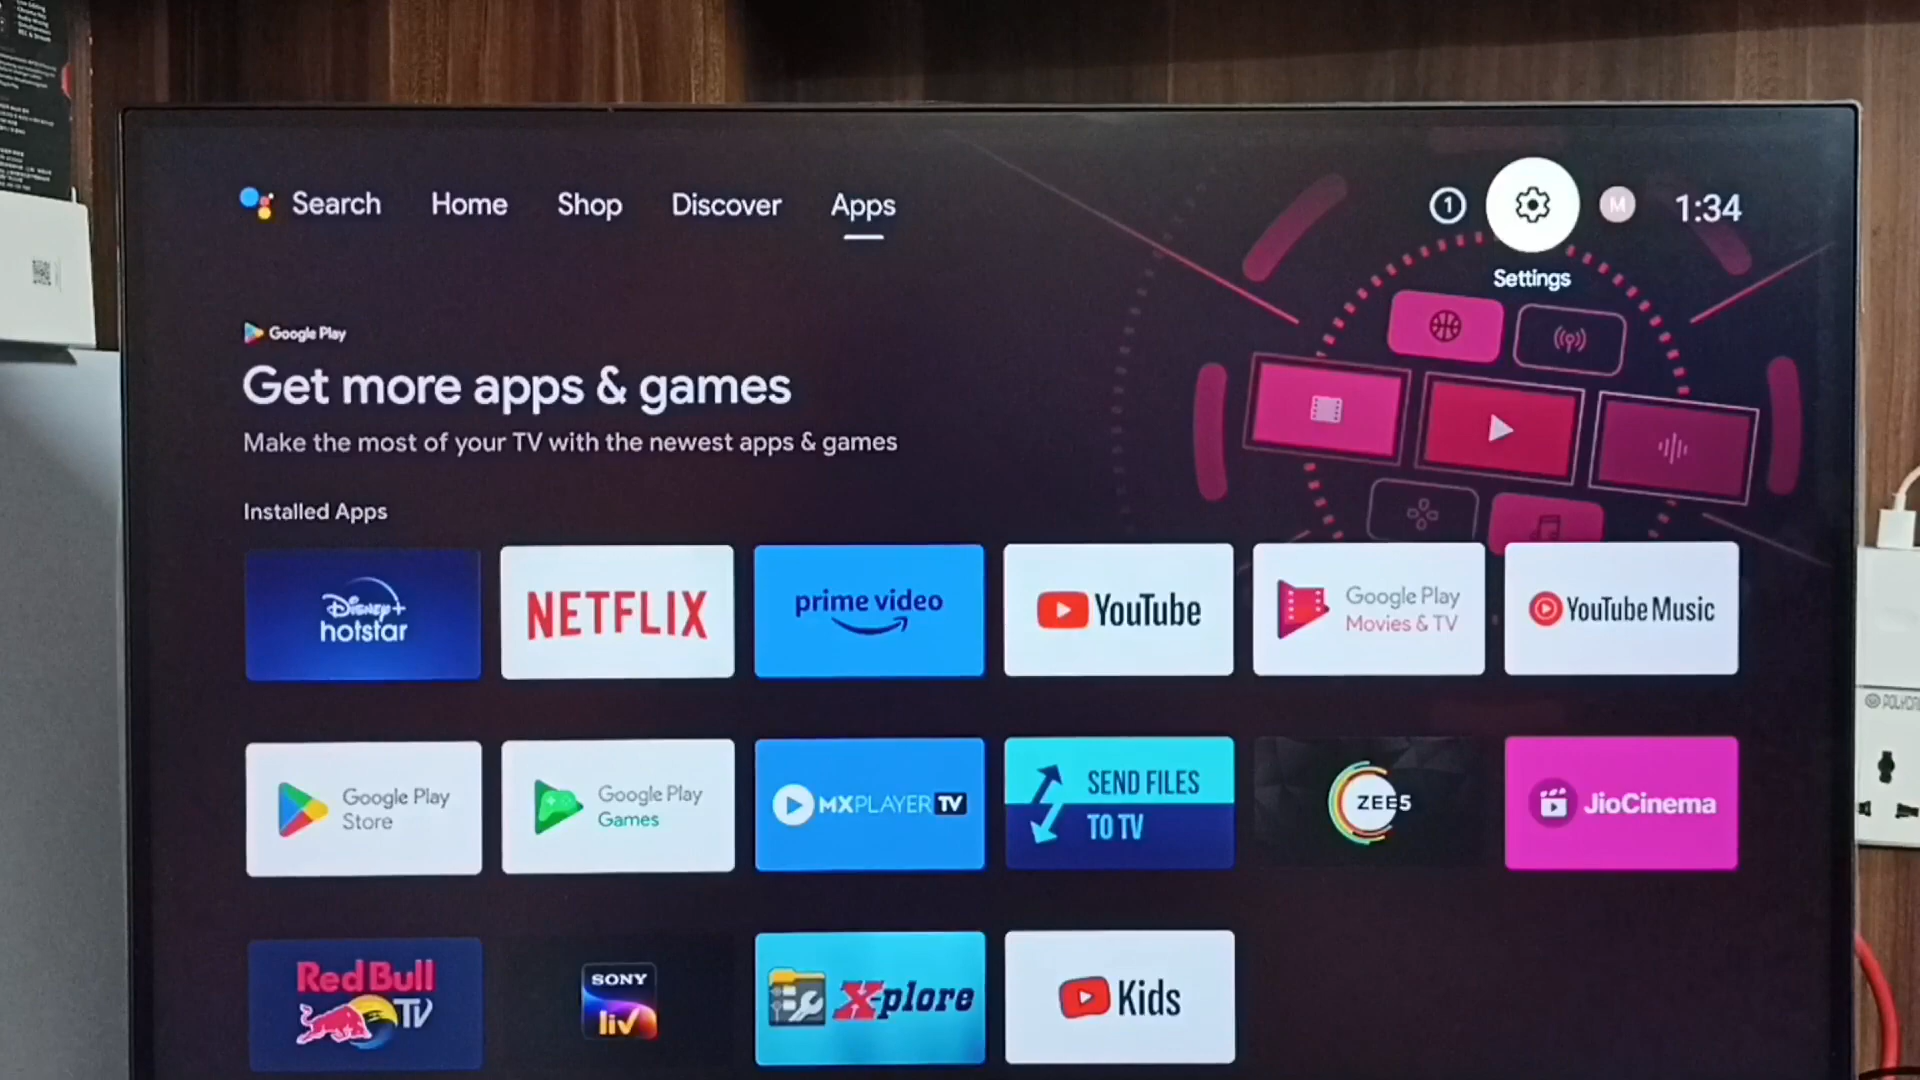 Search Home Shop Discover Apps
1
M
1:34
Settings
Google Play
Get more apps & games
Make the most of your TV with the newest apps & games
Installed Apps
Disney+
hotstar
NETFLIX
prime video
YouTube
Google Play
Movies & TV
YouTube Music
Google Play
Store
Google Play
Games
MXPLAYER TV
SEND FILES
TO TV
ZEE5
JioCinema
Red Bull
TV
SONY
liv
X-plore
Kids